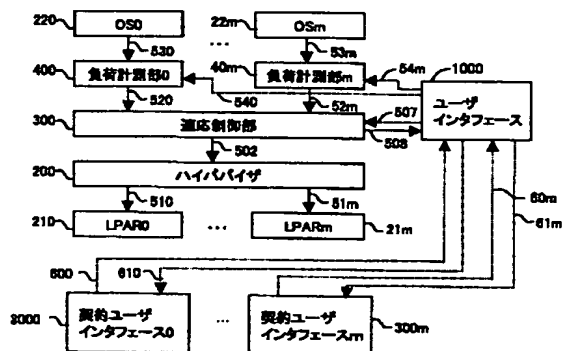 220 OS0 22m OSm
530 53m
400 負荷計測部0 40m 負荷計測部m 54m 1000
520 540 52m 507 ユーザ
インタフェース
300 適応制御部 508
502
200 ハイパバイザ
510 51m 60m
210 LPAR0 … LPARm 21m 61m
600 610
3000 契約ユーザ
インタフェース0
… 契約ユーザ
インタフェースm 300m